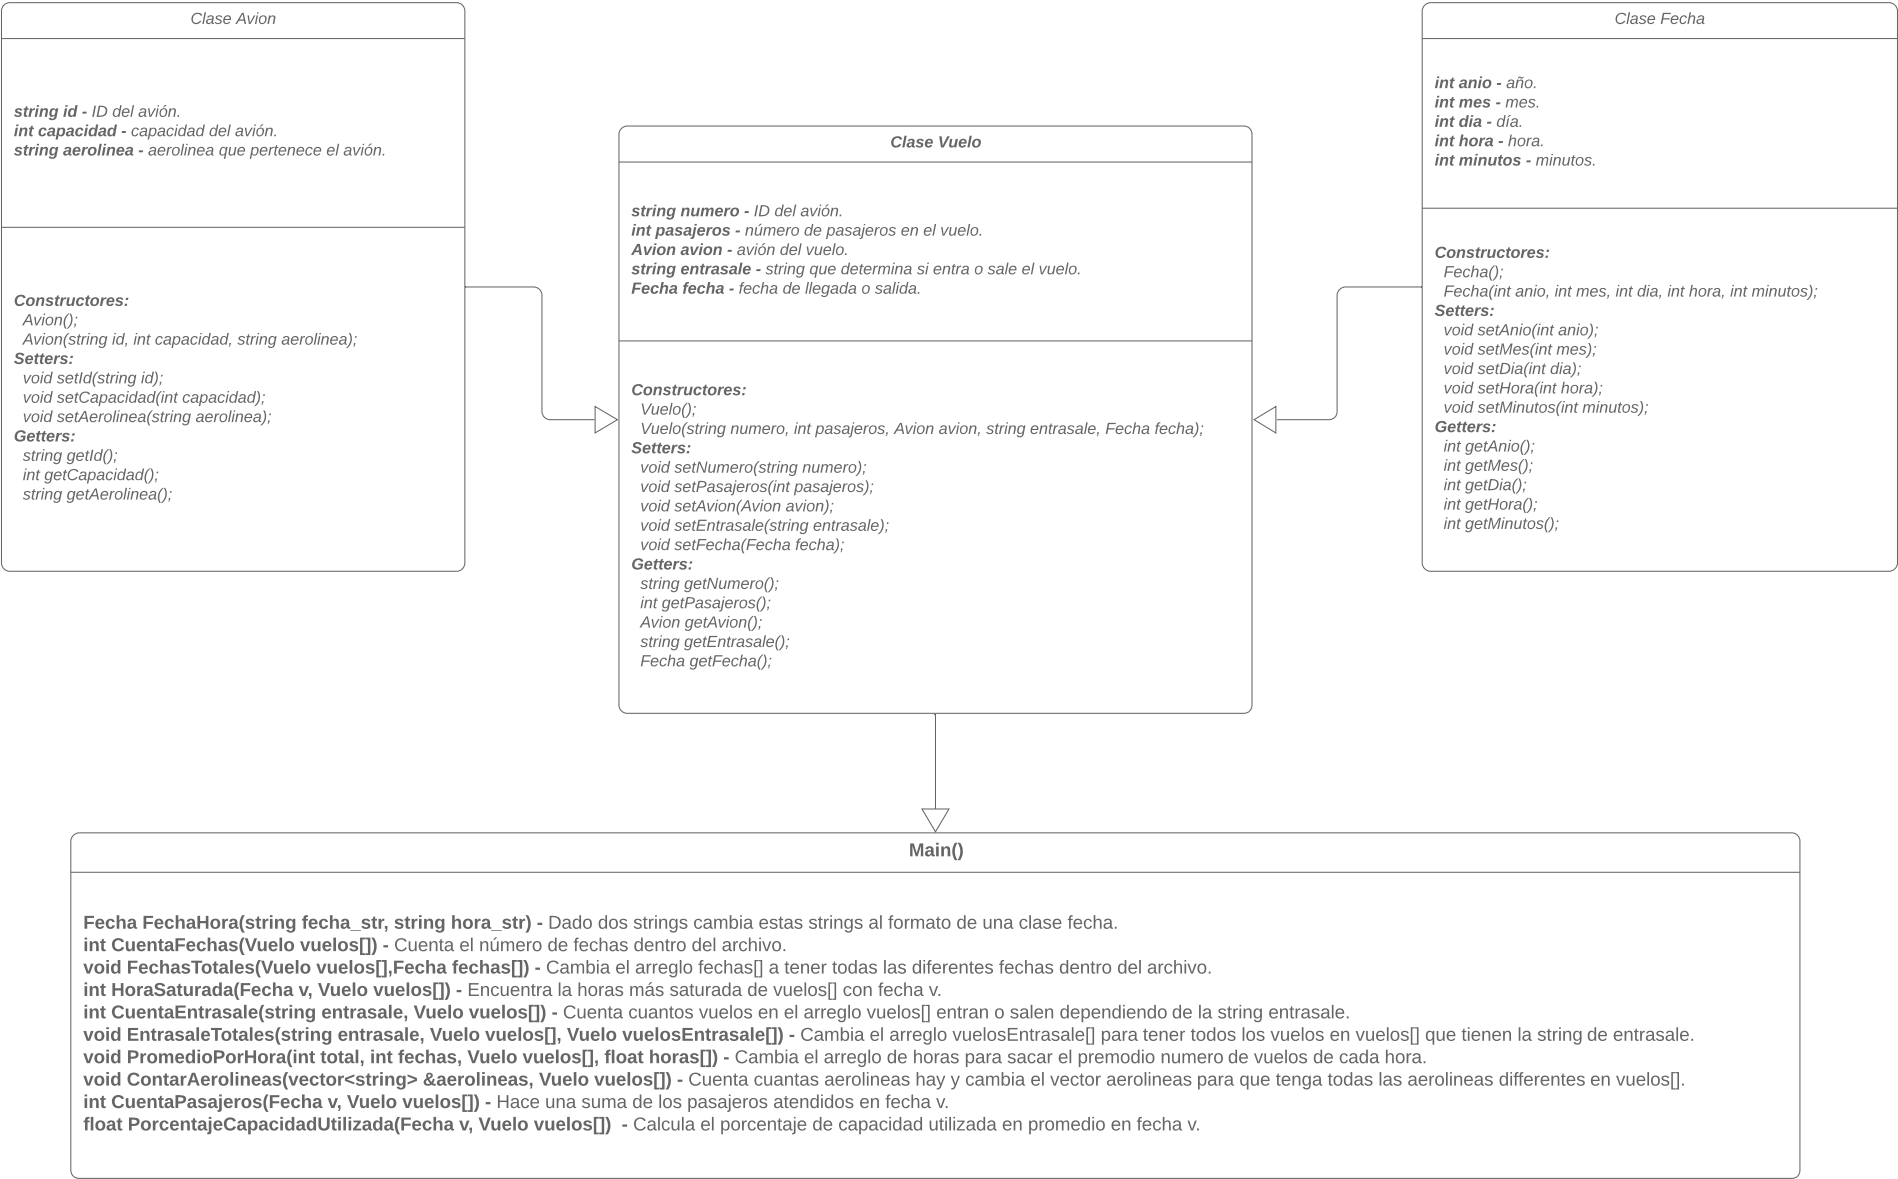 Clase Avion
string id - ID del avión.
int capacidad - capacidad del avión.
string aerolinea - aerolinea que pertenece el avión.
Constructores:
Avion();
Avion(string id, int capacidad, string aerolinea);
Setters:
void setId(string id);
void setCapacidad(int capacidad);
void setAerolinea(string aerolinea);
Getters:
string getId();
int getCapacidad();
string getAerolinea();
Clase Vuelo
string numero - ID del avión.
int pasajeros - número de pasajeros en el vuelo.
Avion avion - avión del vuelo.
string entrasale - string que determina si entra o sale el vuelo.
Fecha fecha - fecha de llegada o salida.
Constructores:
Vuelo();
Vuelo(string numero, int pasajeros, Avion avion, string entrasale, Fecha fecha);
Setters:
void setNumero(string numero);
void setPasajeros(int pasajeros);
void setAvion(Avion avion);
void setEntrasale(string entrasale);
void setFecha(Fecha fecha);
Getters:
string getNumero();
int getPasajeros();
Avion getAvion();
string getEntrasale();
Fecha getFecha();
Clase Fecha
int anio - año.
int mes - mes.
int dia - día.
int hora - hora.
int minutos - minutos.
Constructores:
Fecha();
Fecha(int anio, int mes, int dia, int hora, int minutos);
Setters:
void setAnio(int anio);
void setMes(int mes);
void setDia(int dia);
void setHora(int hora);
void setMinutos(int minutos);
Getters:
int getAnio();
int getMes();
int getDia();
int getHora();
int getMinutos();
Main()
Fecha FechaHora(string fecha_str, string hora_str) - Dado dos strings cambia estas strings al formato de una clase fecha.
int CuentaFechas(Vuelo vuelos[]) - Cuenta el número de fechas dentro del archivo.
void FechasTotales(Vuelo vuelos[],Fecha fechas[]) - Cambia el arreglo fechas[] a tener todas las diferentes fechas dentro del archivo.
int HoraSaturada(Fecha v, Vuelo vuelos[]) - Encuentra la horas más saturada de vuelos[] con fecha v.
int CuentaEntrasale(string entrasale, Vuelo vuelos[]) - Cuenta cuantos vuelos en el arreglo vuelos[] entran o salen dependiendo de la string entrasale.
void EntrasaleTotales(string entrasale, Vuelo vuelos[], Vuelo vuelosEntrasale[]) - Cambia el arreglo vuelosEntrasale[] para tener todos los vuelos en vuelos[] que tienen la string de entrasale.
void PromedioPorHora(int total, int fechas, Vuelo vuelos[], float horas[]) - Cambia el arreglo de horas para sacar el premodio numero de vuelos de cada hora.
void ContarAerolineas(vector<string> &aerolineas, Vuelo vuelos[]) - Cuenta cuantas aerolineas hay y cambia el vector aerolineas para que tenga todas las aerolineas differentes en vuelos[].
int CuentaPasajeros(Fecha v, Vuelo vuelos[]) - Hace una suma de los pasajeros atendidos en fecha v.
float PorcentajeCapacidadUtilizada(Fecha v, Vuelo vuelos[]) - Calcula el porcentaje de capacidad utilizada en promedio en fecha v.